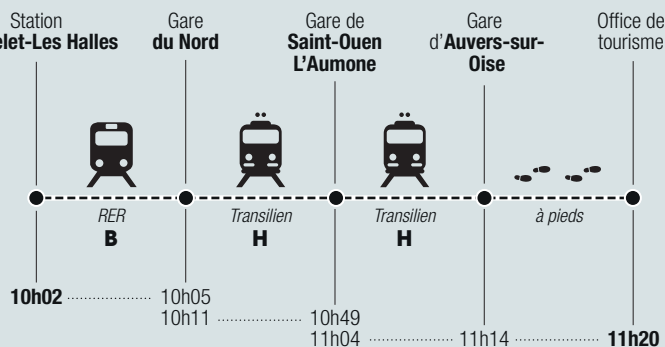 Station
elet-Les Halles
Gare
du Nord
Gare de
Saint-Ouen
L'Aumone
Gare
d'Auvers-sur-
Oise
Office de
tourisme
RER
B
Transilien
H
Transilien
H
à pieds
10h02 10h05
10h11 10h49
11h04 11h14 11h20